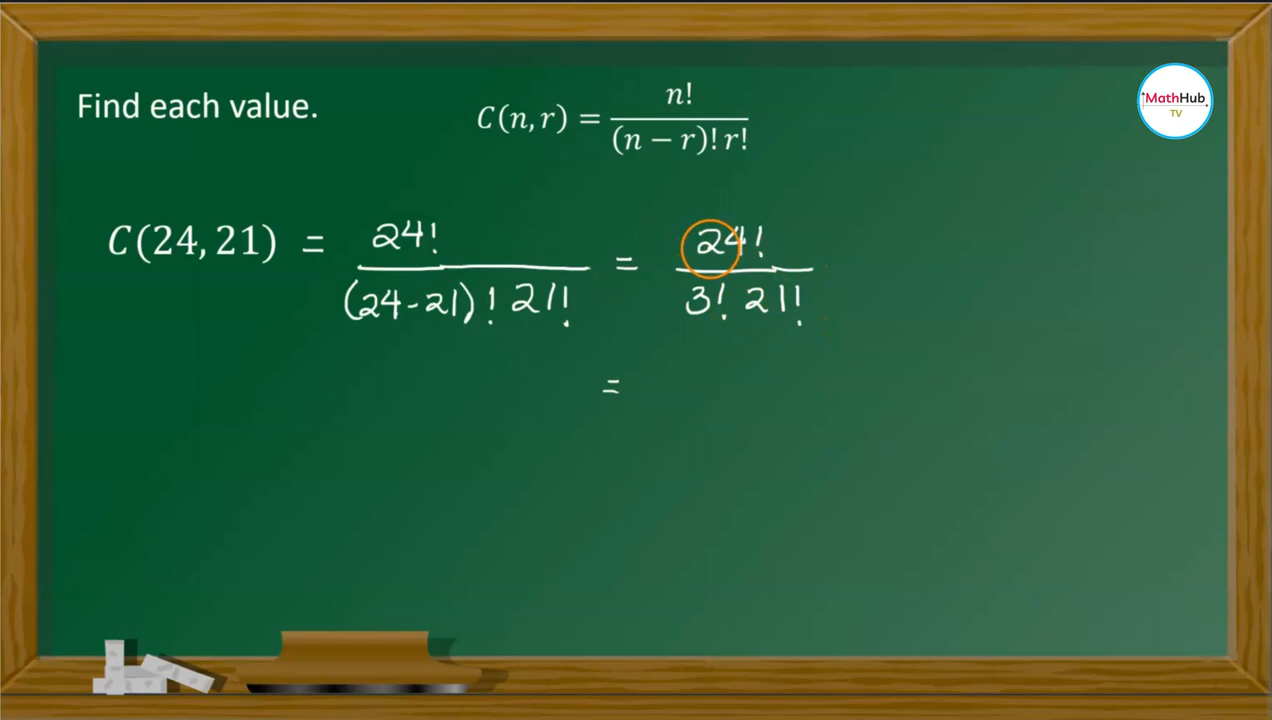 MathHub
TV
Find each value.
C(n, r) = n! / (n − r)! r!
C(24, 21) = 24! / (24-21)! 21! = 24! / 3! 21!
=